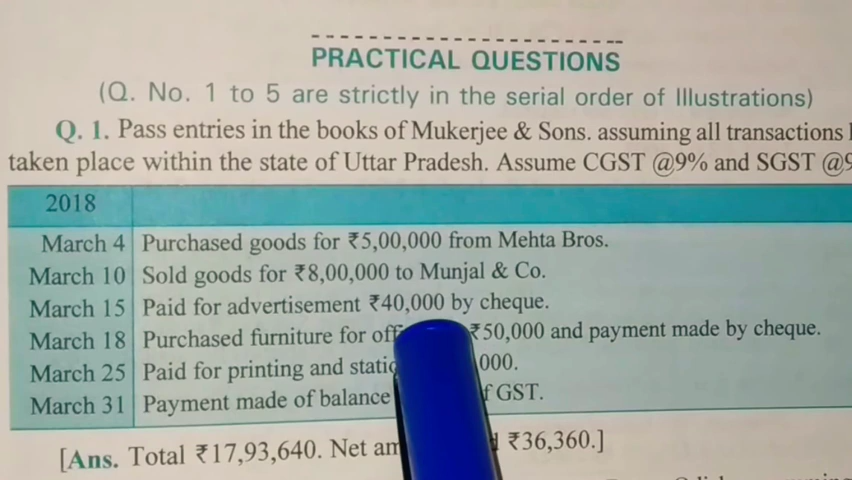 PRACTICAL QUESTIONS
(Q. No. 1 to 5 are strictly in the serial order of Illustrations)
Q. 1. Pass entries in the books of Mukerjee & Sons. assuming all transactions
taken place within the state of Uttar Pradesh. Assume CGST @9% and SGST @9
2018
March 4 Purchased goods for ₹5,00,000 from Mehta Bros.
March 10 Sold goods for ₹8,00,000 to Munjal & Co.
March 15 Paid for advertisement ₹40,000 by cheque.
March 18 Purchased furniture for ₹50,000 and payment made by cheque.
March 25 Paid for printing and 000.
March 31 Payment made of balance GST.
[Ans. Total ₹17,93,640. Net ₹36,360.]